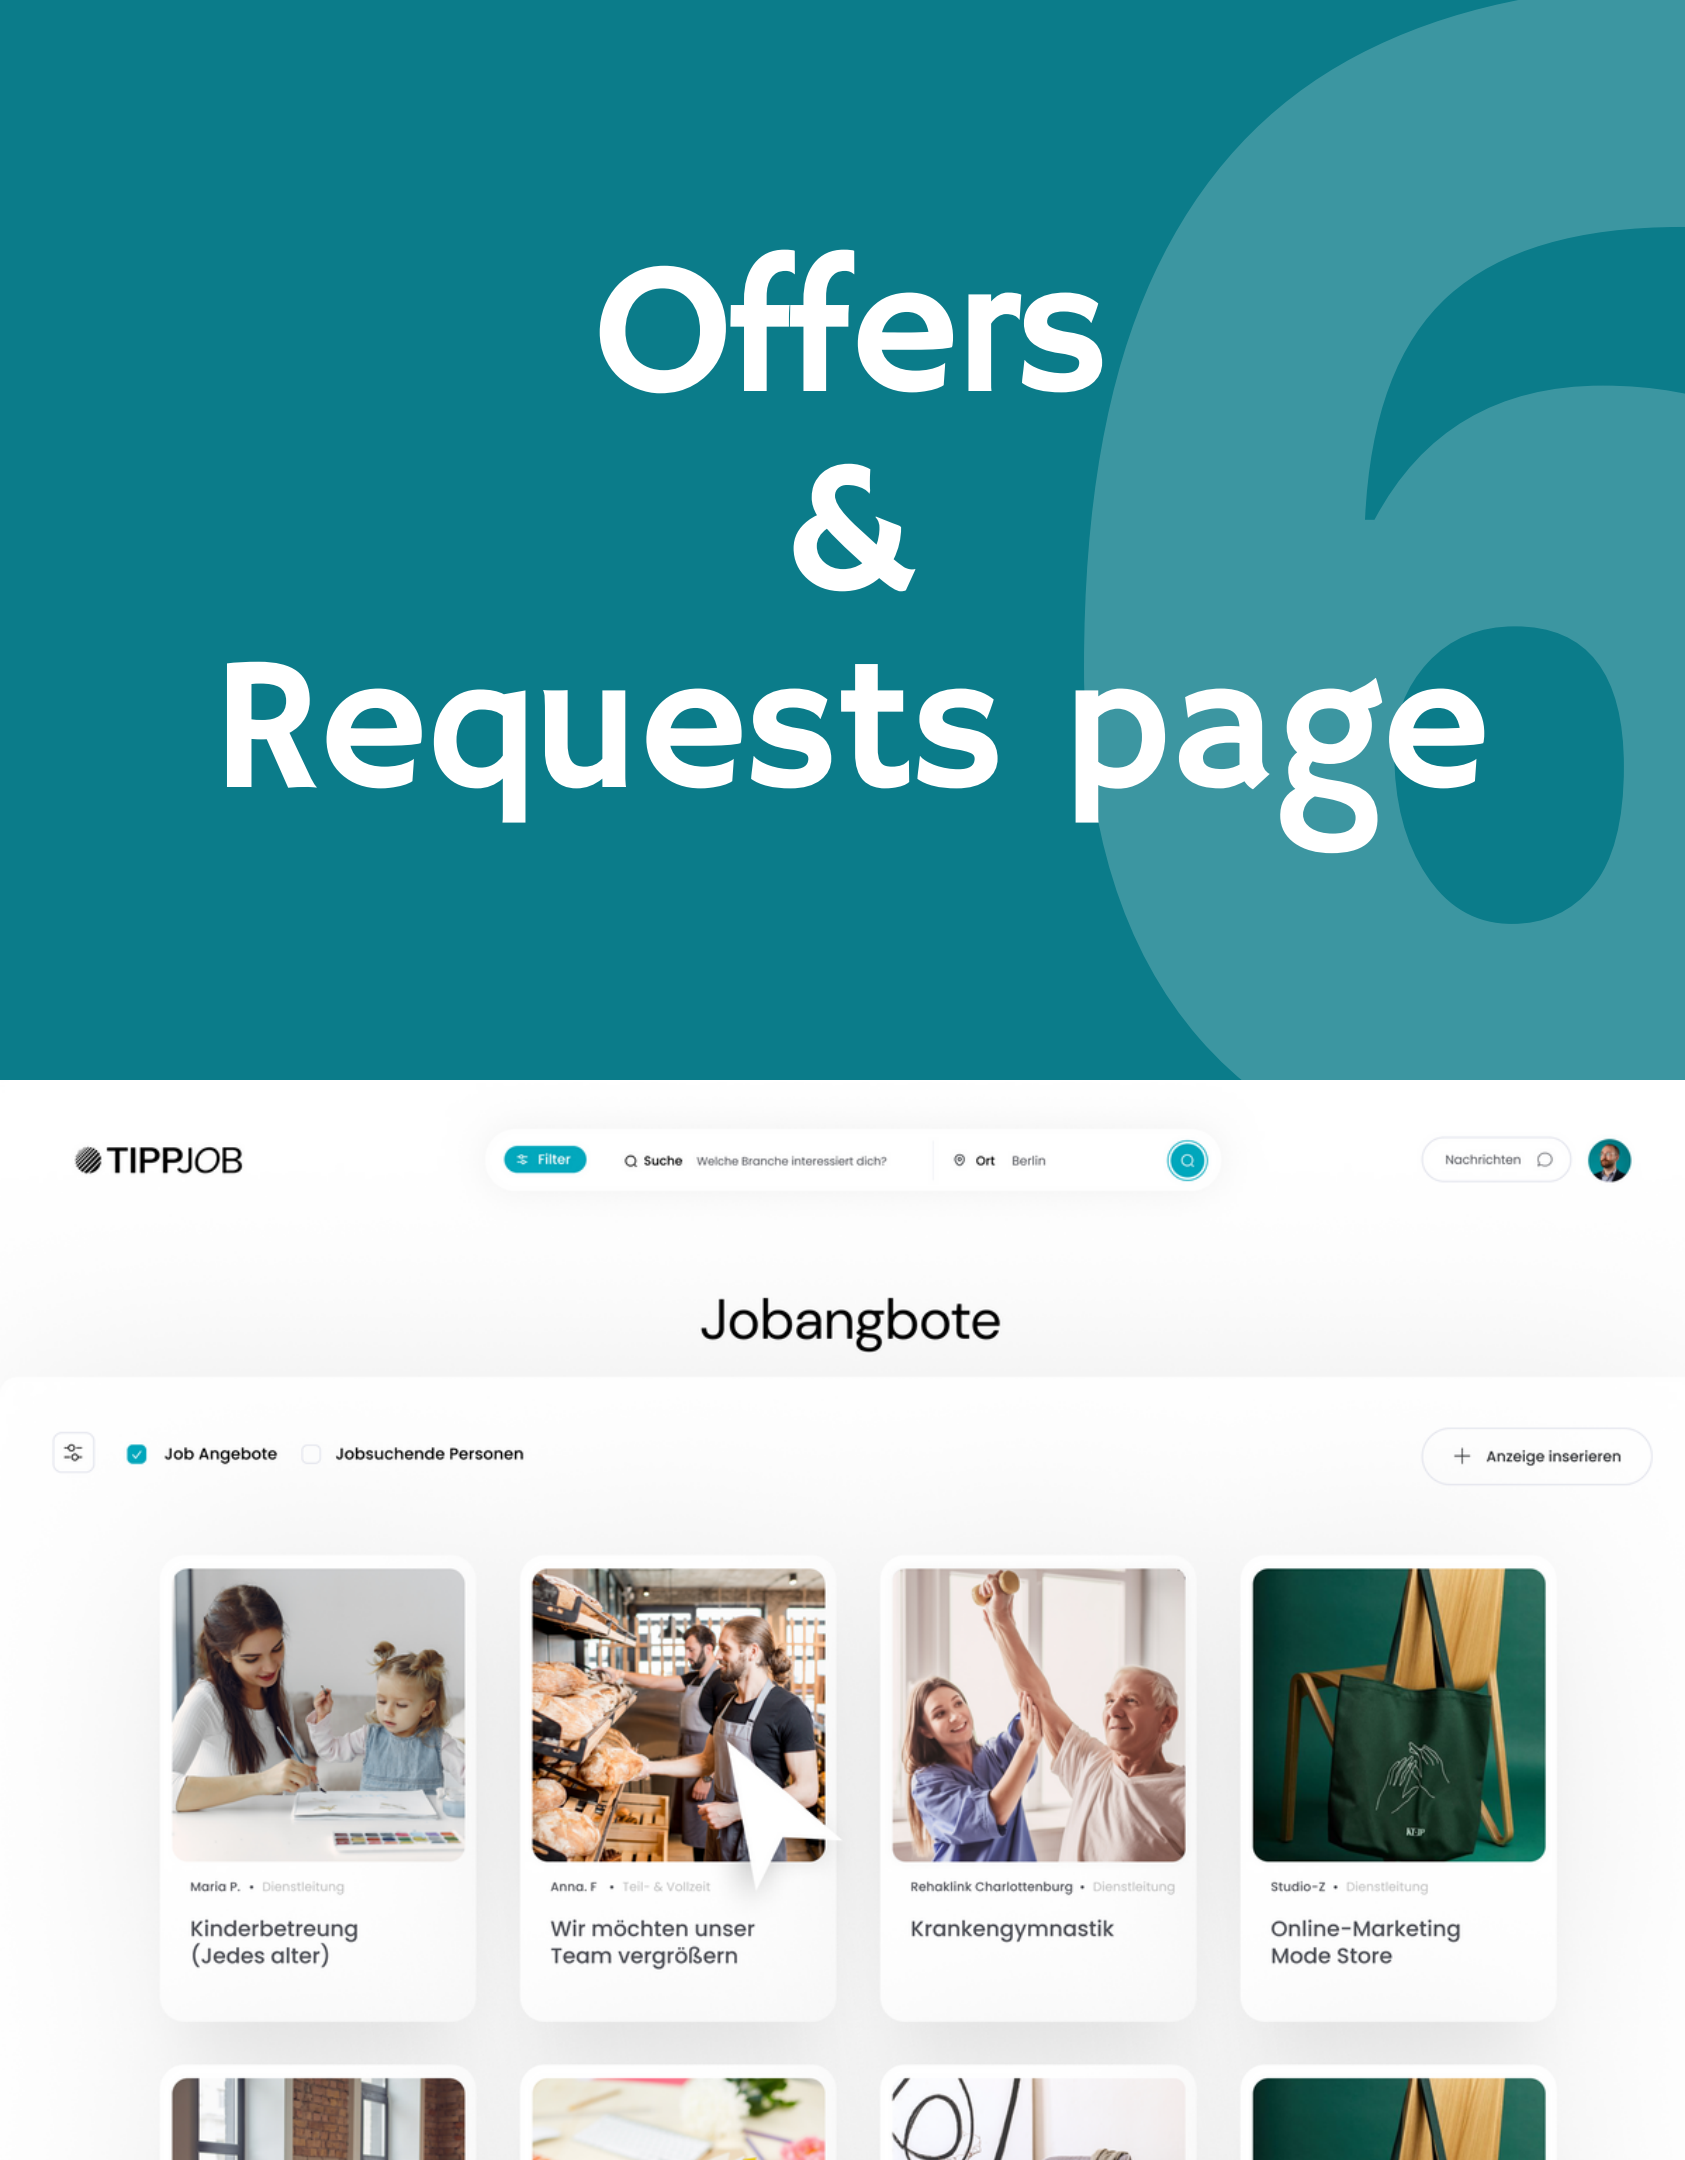 6
Offers
&
Requests page
TIPPJOB
Filter
Suche Welche Branche interessiert dich?
Ort Berlin
Nachrichten
Jobangbote
Job Angebote
Jobsuchende Personen
Anzeige inserieren
Maria P. • Dienstleitung
Kinderbetreung
(Jedes alter)
Anna. F • Teil- & Vollzeit
Wir möchten unser
Team vergrößern
Rehaklink Charlottenburg • Dienstleitung
Krankengymnastik
KEIP
Studio-Z • Dienstleitung
Online-Marketing
Mode Store